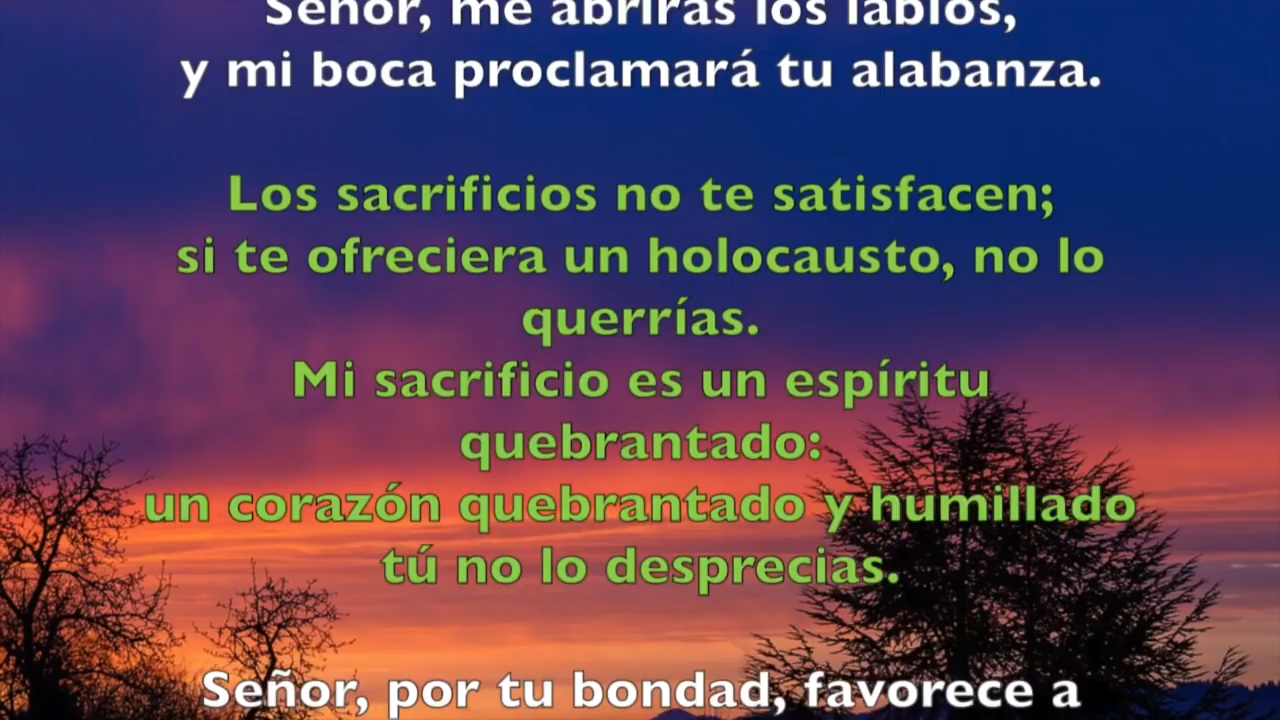 Señor, me abrirás los labios,
y mi boca proclamará tu alabanza.
Los sacrificios no te satisfacen;
si te ofreciera un holocausto, no lo
querrías.
Mi sacrificio es un espíritu
quebrantado:
un corazón quebrantado y humillado
tú no lo desprecias.
Señor, por tu bondad, favorece a